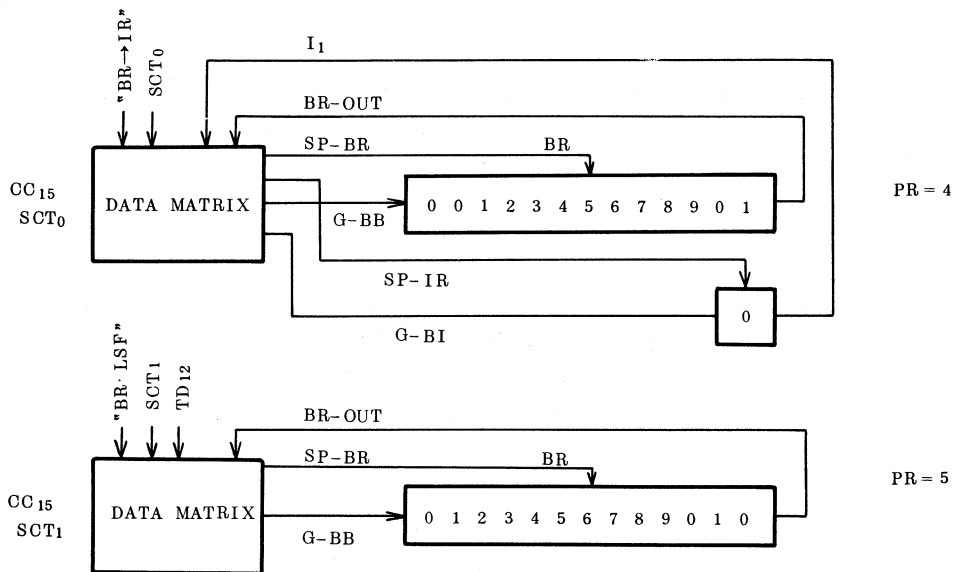 "BR→IR"
SCT0
I1
BR-OUT
SP-BR
BR
CC15
SCT0
DATA MATRIX
G-BB
0 0 1 2 3 4 5 6 7 8 9 0 1
PR = 4
SP-IR
0
G-BI
"BR·LSF"
SCT1
TD12
BR-OUT
SP-BR
BR
CC15
SCT1
DATA MATRIX
G-BB
0 1 2 3 4 5 6 7 8 9 0 1 0
PR = 5